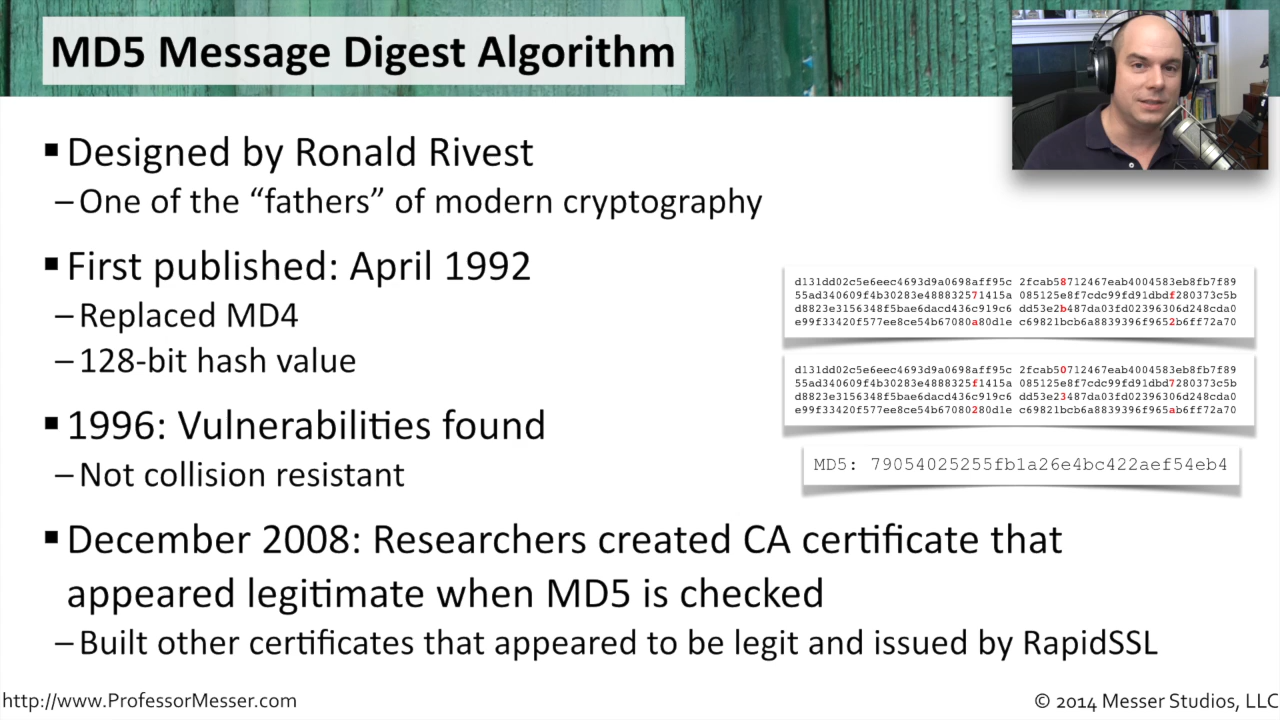 MD5 Message Digest Algorithm
▪ Designed by Ronald Rivest
– One of the “fathers” of modern cryptography
▪ First published: April 1992
– Replaced MD4
– 128-bit hash value
▪ 1996: Vulnerabilities found
– Not collision resistant
▪ December 2008: Researchers created CA certificate that
appeared legitimate when MD5 is checked
– Built other certificates that appeared to be legit and issued by RapidSSL
d131dd02c5e6eec4693d9a0698aff95c 2fcab58712467eab4004583eb8fb7f89
55ad340609f4b30283e488832571415a 085125e8f7cdc99fd91dbdf280373c5b
d8823e3156348f5bae6dacd436c919c6 dd53e2b487da03fd02396306d248cda0
e99f33420f577ee8ce54b67080a80d1e c69821bcb6a8839396f9652b6ff72a70
d131dd02c5e6eec4693d9a0698aff95c 2fcab50712467eab4004583eb8fb7f89
55ad340609f4b30283e4888325f1415a 085125e8f7cdc99fd91dbd7280373c5b
d8823e3156348f5bae6dacd436c919c6 dd53e23487da03fd02396306d248cda0
e99f33420f577ee8ce54b67080280d1e c69821bcb6a8839396f965ab6ff72a70
MD5: 79054025255fb1a26e4bc422aef54eb4
http://www.ProfessorMesser.com
© 2014 Messer Studios, LLC